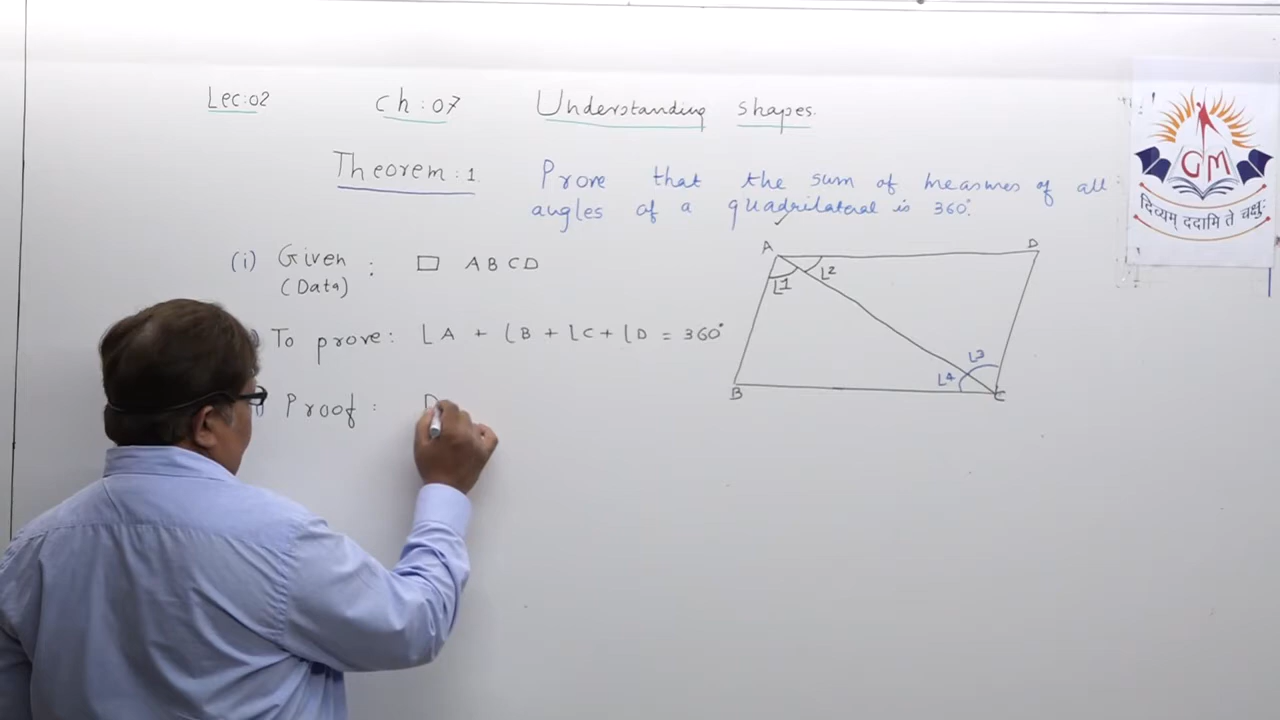 Lec:02 Ch:07 Understanding shapes.
Theorem:1. Prove that the sum of measures of all
angles of a quadrilateral is 360°.
(i) Given : □ ABCD
(Data)
To prove: ∟A + ∟B + ∟C + ∟D = 360°
Proof :
A D
∟1 ∟2
∟3
∟4
B C
GM
दिव्यम् ददामि ते चक्षुः